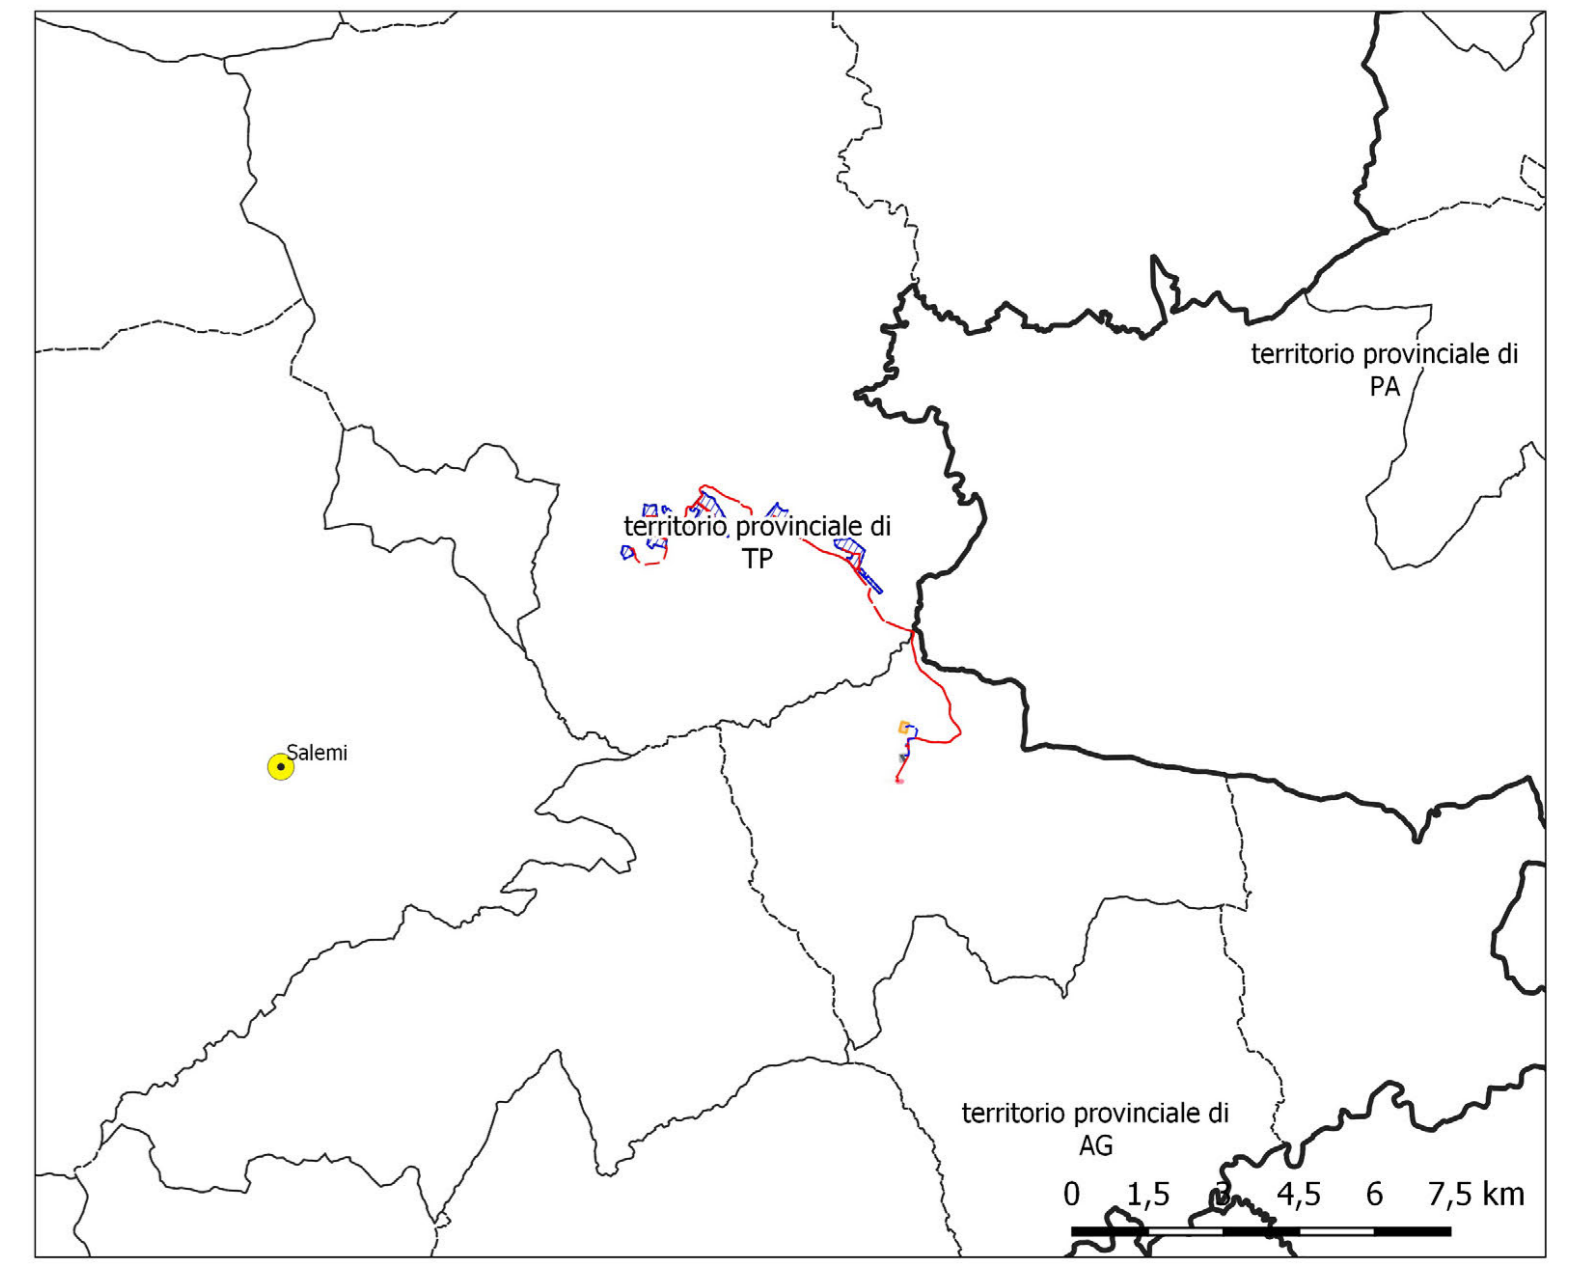 territorio provinciale di
PA
territorio provinciale di
TP
Salemi
territorio provinciale di
AG
0 1,5 3 4,5 6 7,5 km